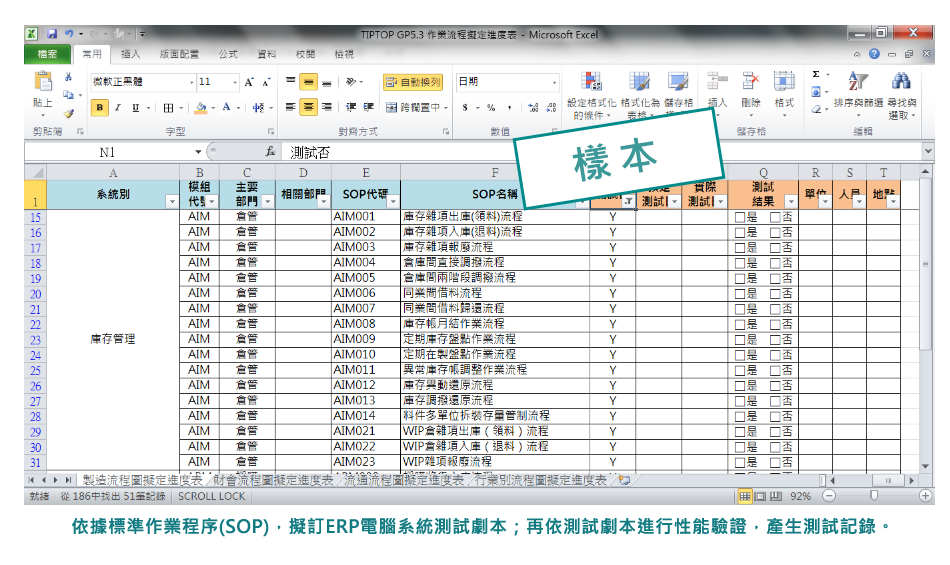 TIPTOP GP5.3 作業流程擬定進度表 - Microsoft Excel
檔案 常用 插入 版面配置 公式 資料 校閱 檢視
微軟正黑體 11 自動換列 日期
貼上 B I U 跨欄置中 $ % 設定格式化的條件 格式化為 儲存格 插入 刪除 格式 排序與篩選 尋找與選取
剪貼簿 字型 對齊方式 數值 儲存格 編輯
N1 fx 測試否
樣本
A B C D E F Q R S T
1 系統別 模組 主要部門 相關部門 SOP代碼 SOP名稱 實際 測試結果 單位 人員 地點
15 AIM 倉管 AIM001 庫存雜項出庫(領料)流程 Y □是 □否
16 AIM 倉管 AIM002 庫存雜項入庫(退料)流程 Y □是 □否
17 AIM 倉管 AIM003 庫存雜項報廢流程 Y □是 □否
18 AIM 倉管 AIM004 倉庫間直接調撥流程 Y □是 □否
19 AIM 倉管 AIM005 倉庫間兩階段調撥流程 Y □是 □否
20 AIM 倉管 AIM006 同業間借料流程 Y □是 □否
21 AIM 倉管 AIM007 同業間借料歸還流程 Y □是 □否
22 AIM 倉管 AIM008 庫存帳月結作業流程 Y □是 □否
23 庫存管理 AIM 倉管 AIM009 定期庫存盤點作業流程 Y □是 □否
24 AIM 倉管 AIM010 定期在製盤點作業流程 Y □是 □否
25 AIM 倉管 AIM011 異常庫存帳調整作業流程 Y □是 □否
26 AIM 倉管 AIM012 庫存異動還原流程 Y □是 □否
27 AIM 倉管 AIM013 庫存調撥還原流程 Y □是 □否
28 AIM 倉管 AIM014 料件多單位拆裝存量管制流程 Y □是 □否
29 AIM 倉管 AIM021 WIP倉雜項出庫（領料）流程 Y □是 □否
30 AIM 倉管 AIM022 WIP倉雜項入庫（退料）流程 Y □是 □否
31 AIM 倉管 AIM023 WIP雜項報廢流程 Y □是 □否
製造流程圖擬定進度表 財會流程圖擬定進度表 流通流程圖擬定進度表 行業別流程圖擬定進度表
就緒 從 186中找出 51筆記錄 SCROLL LOCK 92%
依據標準作業程序(SOP)，擬訂ERP電腦系統測試劇本；再依測試劇本進行性能驗證，產生測試記錄。